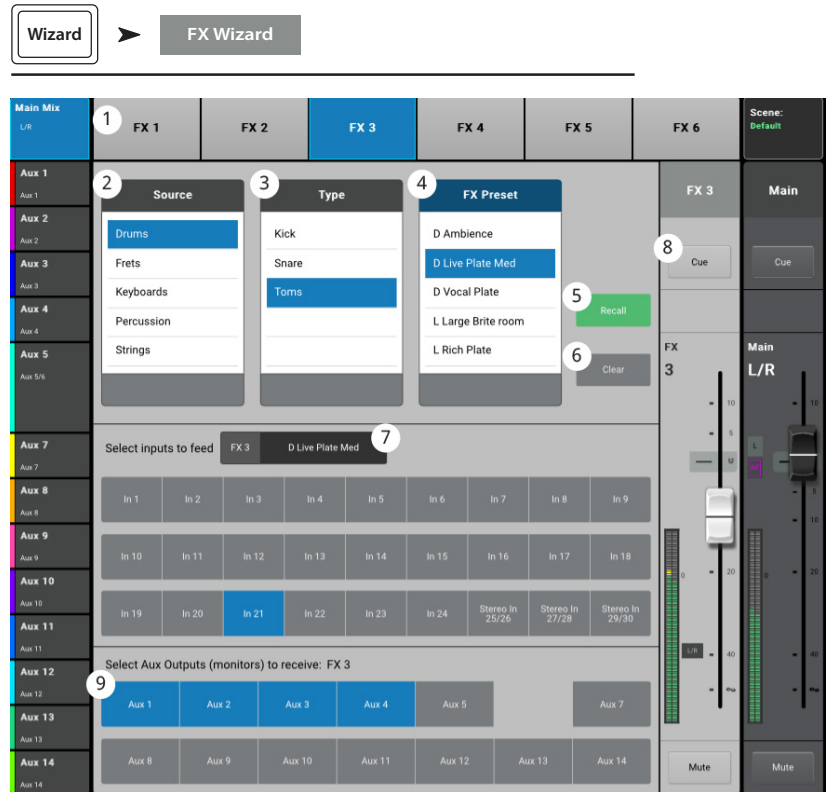 Wizard
FX Wizard
Main Mix
L/R
1
FX 1
FX 2
FX 3
FX 4
FX 5
FX 6
Scene:
Default
Aux 1
Aux 1
Aux 2
Aux 2
Aux 3
Aux 3
Aux 4
Aux 4
Aux 5
Aux 5/6
Aux 7
Aux 7
Aux 8
Aux 8
Aux 9
Aux 9
Aux 10
Aux 10
Aux 11
Aux 11
Aux 12
Aux 12
Aux 13
Aux 13
Aux 14
Aux 14
2
Source
Drums
Frets
Keyboards
Percussion
Strings
3
Type
Kick
Snare
Toms
4
FX Preset
D Ambience
D Live Plate Med
D Vocal Plate
L Large Brite room
L Rich Plate
5
Recall
6
Clear
Select inputs to feed
FX 3
D Live Plate Med
7
In 1
In 2
In 3
In 4
In 5
In 6
In 7
In 8
In 9
In 10
In 11
In 12
In 13
In 14
In 15
In 16
In 17
In 18
In 19
In 20
In 21
In 22
In 23
In 24
Stereo In
25/26
Stereo In
27/28
Stereo In
29/30
Select Aux Outputs (monitors) to receive: FX 3
9
Aux 1
Aux 2
Aux 3
Aux 4
Aux 5
Aux 7
Aux 8
Aux 9
Aux 10
Aux 11
Aux 12
Aux 13
Aux 14
FX 3
8
Cue
FX
3
10
5
U
10
0
20
L/R
40
∞
Mute
Main
Cue
Main
L/R
10
L
5
10
0
20
40
∞
Mute